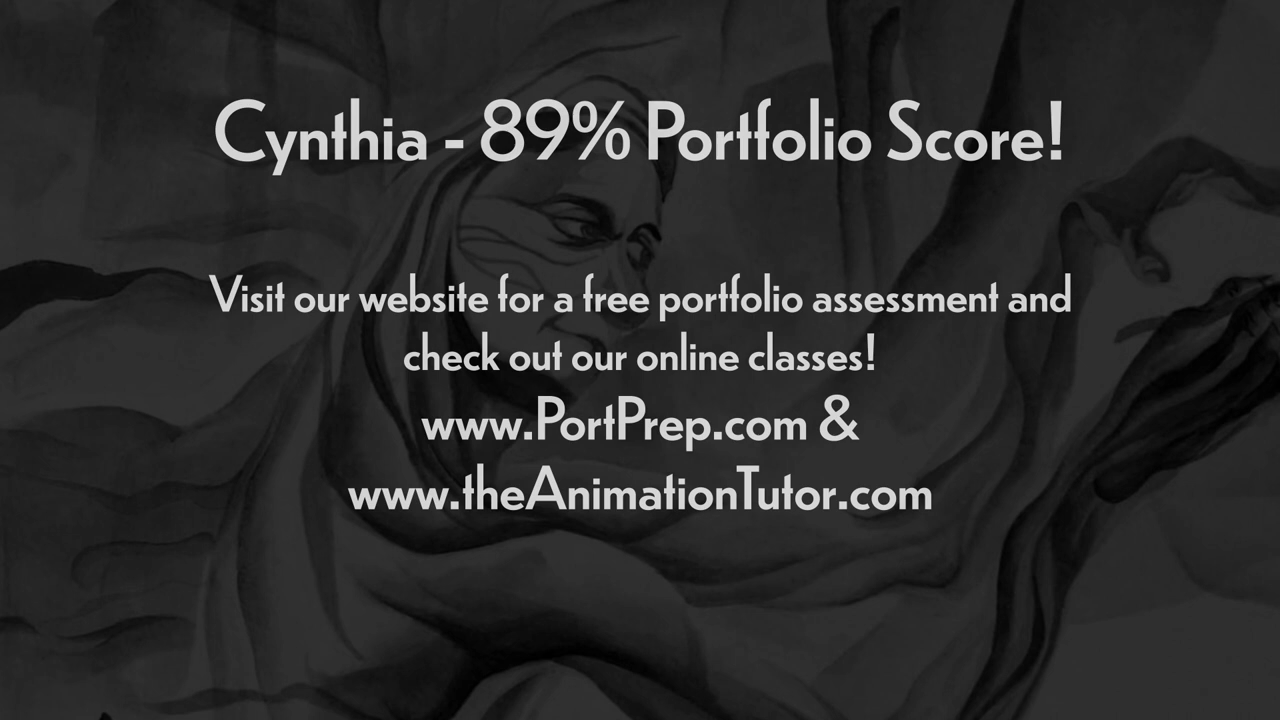 Cynthia - 89% Portfolio Score!
Visit our website for a free portfolio assessment and
check out our online classes!
www.PortPrep.com &
www.theAnimationTutor.com